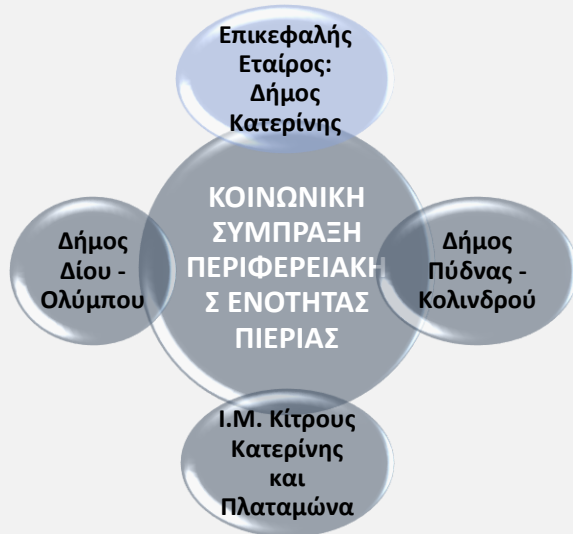 Επικεφαλής
Εταίρος:
Δήμος
Κατερίνης
ΚΟΙΝΩΝΙΚΗ
ΣΥΜΠΡΑΞΗ
ΠΕΡΙΦΕΡΕΙΑΚΗ
Σ ΕΝΟΤΗΤΑΣ
ΠΙΕΡΙΑΣ
Δήμος
Δίου -
Ολύμπου
Δήμος
Πύδνας -
Κολινδρού
Ι.Μ. Κίτρους
Κατερίνης
και
Πλαταμώνα